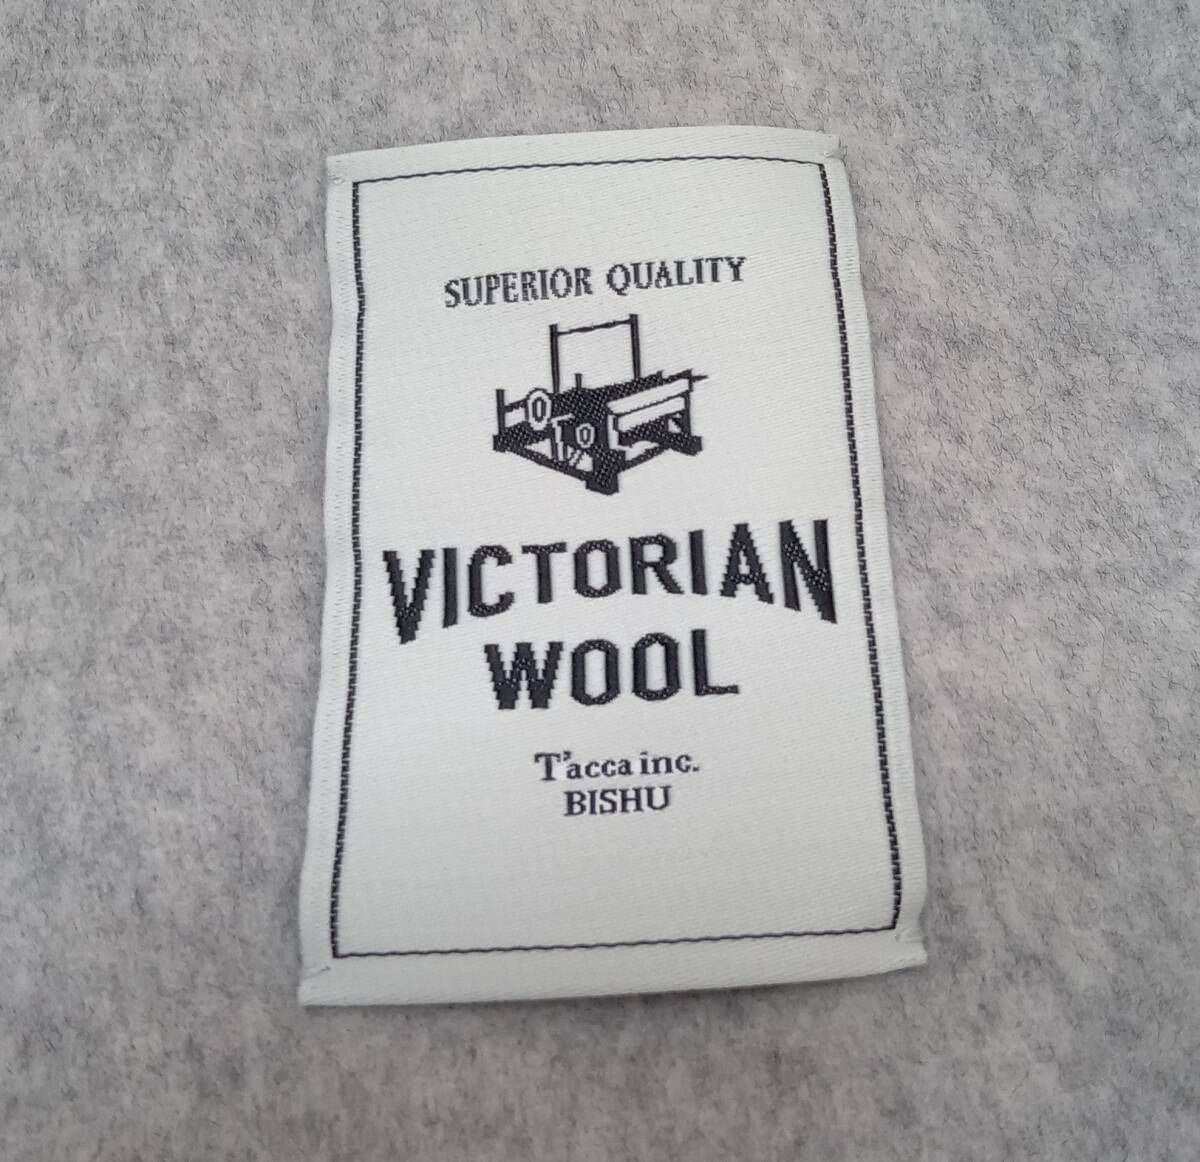 SUPERIOR QUALITY
VICTORIAN
WOOL
T'acca inc.
BISHU